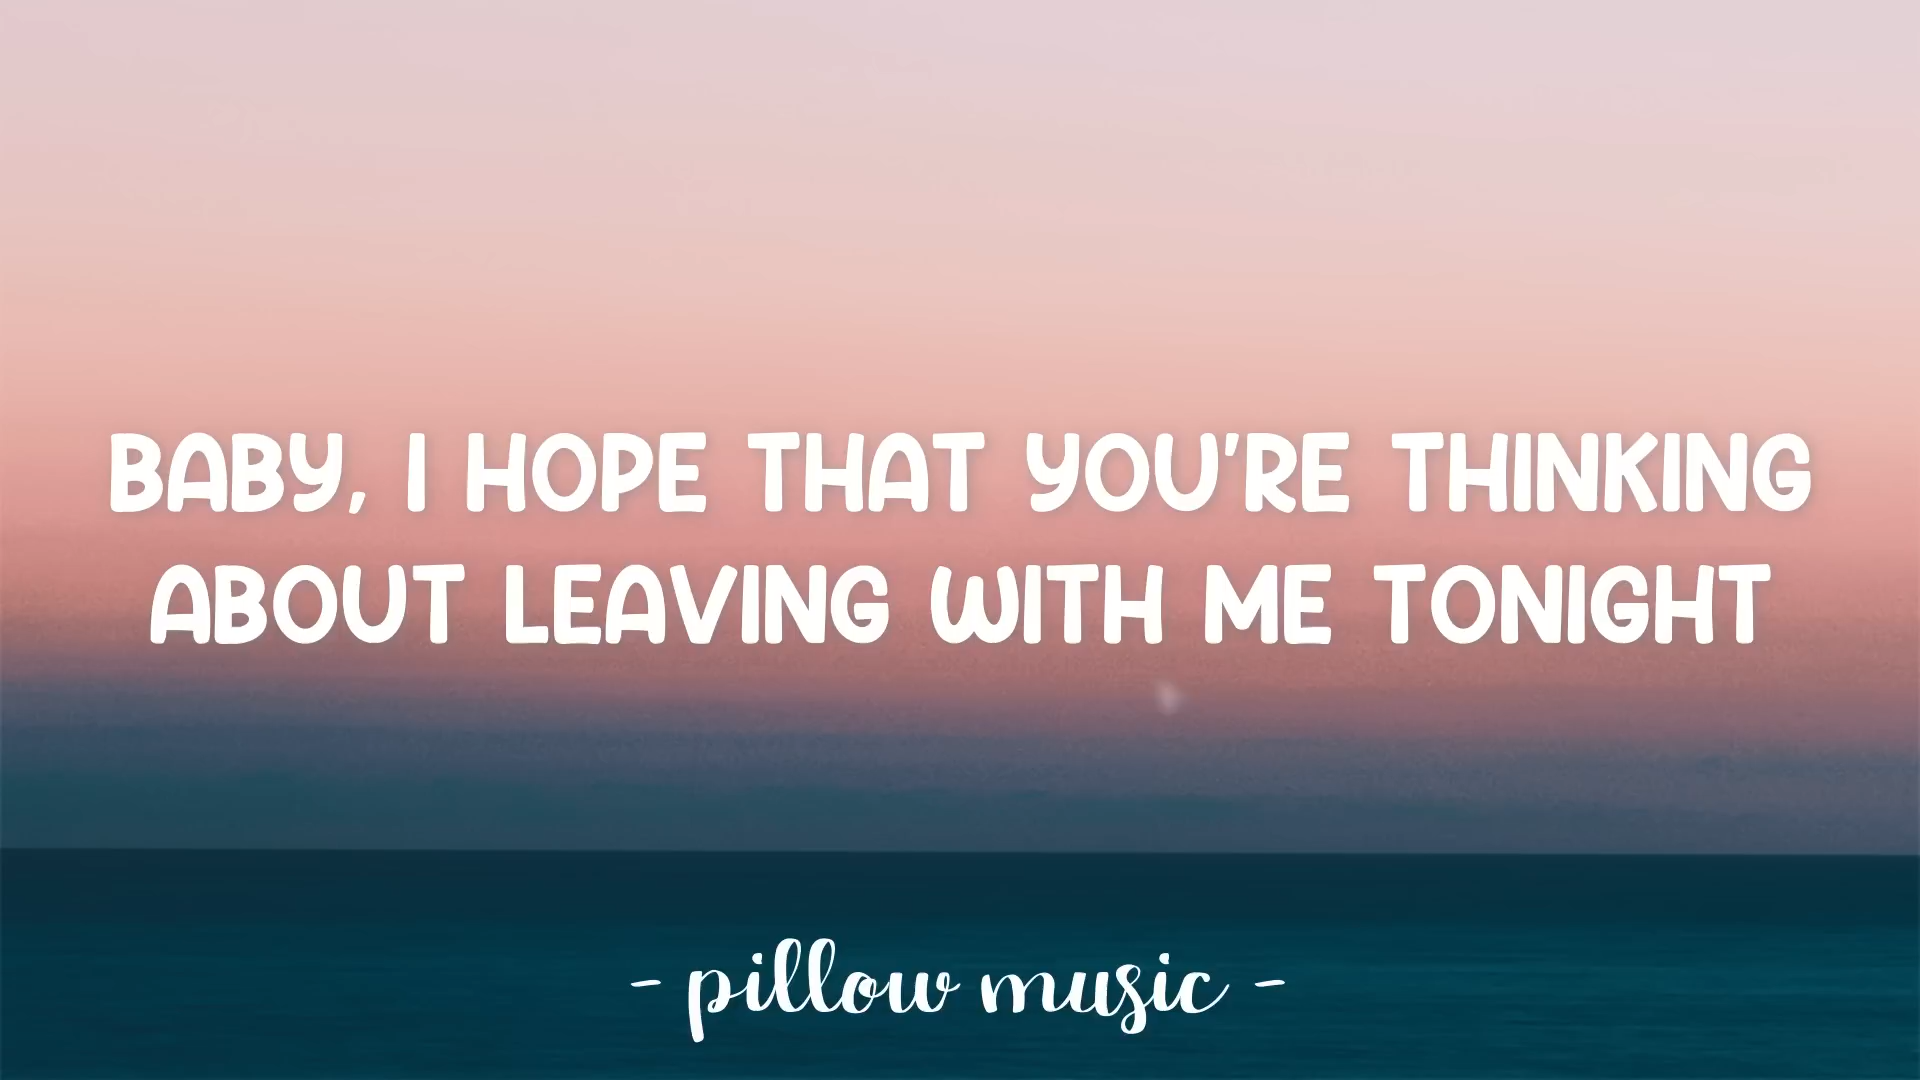 BABY, I HOPE THAT YOU'RE THINKING
ABOUT LEAVING WITH ME TONIGHT
- pillow music -